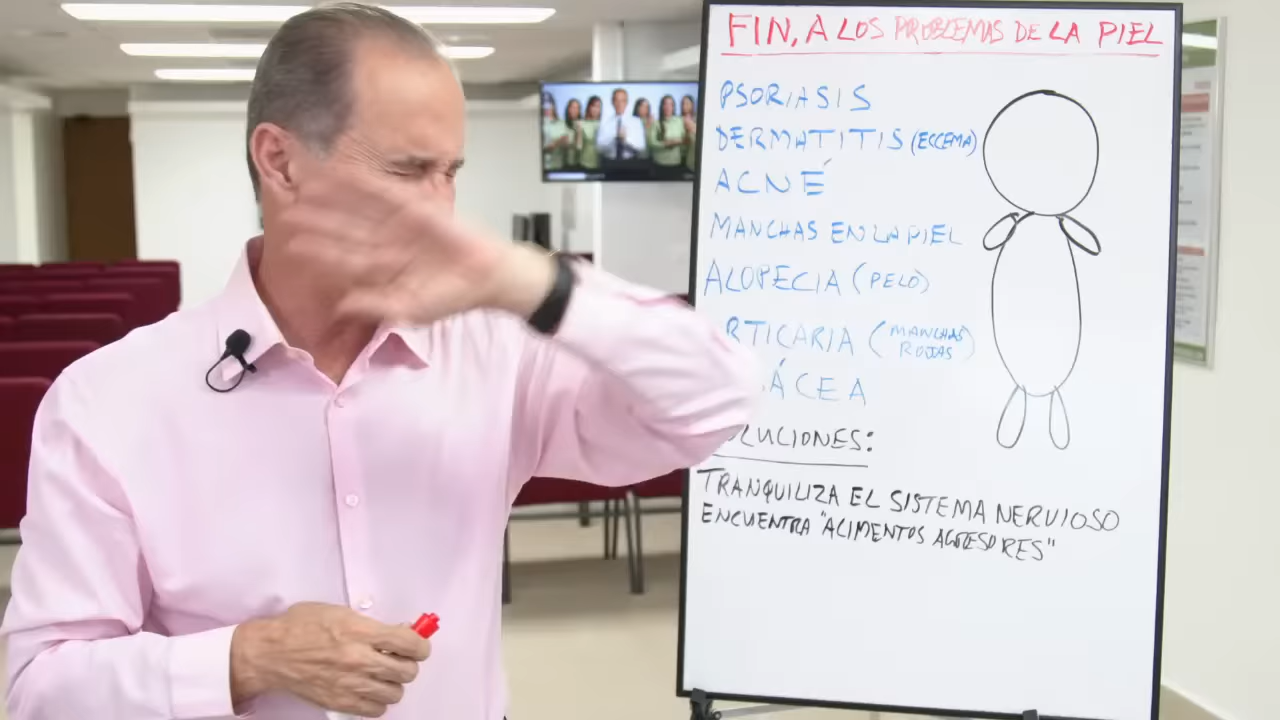 FIN, A LOS PROBLEMAS DE LA PIEL
PSORIASIS
DERMATITIS (ECCEMA)
ACNÉ
MANCHAS EN LA PIEL
ALOPECIA (PELO)
RTICARIA (MANCHAS ROJAS)
ÁCEA
OLUCIONES:
TRANQUILIZA EL SISTEMA NERVIOSO
ENCUENTRA "ALIMENTOS AGRESORES"